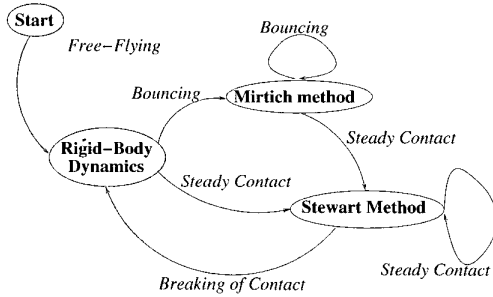 Start
Free-Flying
Bouncing
Bouncing
Mirtich method
Rigid-Body
Dynamics
Steady Contact
Steady Contact
Stewart Method
Steady Contact
Breaking of Contact